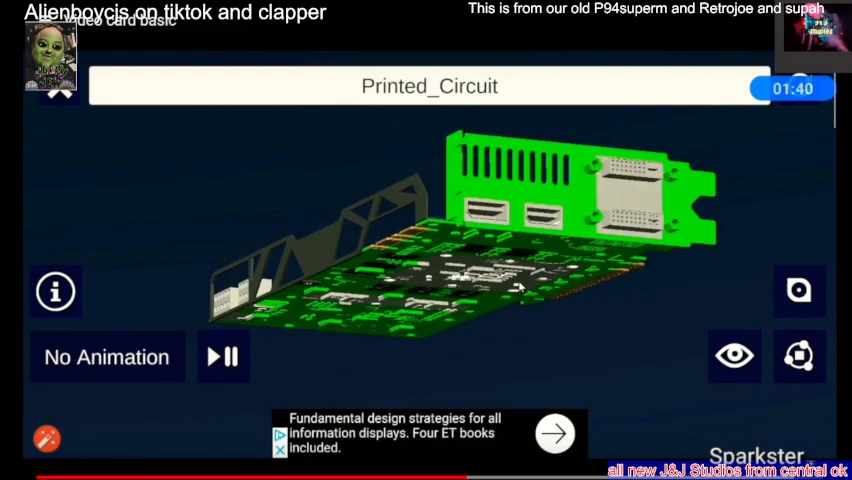 Alienboycis on tiktok and clapper
This is from our old P94superm and Retrojoe and supah
Video card basic
Printed_Circuit
01:40
No Animation
Fundamental design strategies for all
information displays. Four ET books
included.
Sparkster
all new J&J Studios from central ok